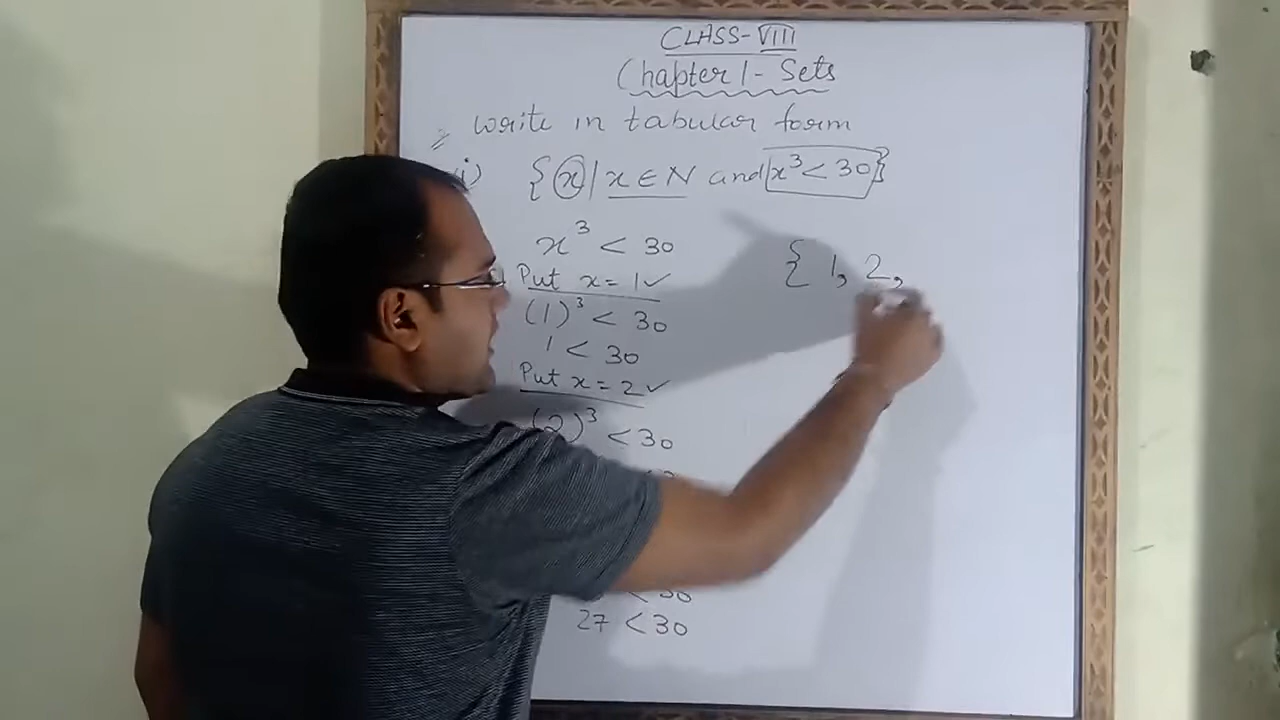 CLASS-VIII
Chapter 1 - Sets
Write in tabular form
i) {x | x ∈ N and x³ < 30}
x³ < 30
Put x = 1 ✓
(1)³ < 30
1 < 30
Put x = 2 ✓
(2)³ < 30
< 30
27 < 30
{ 1, 2,